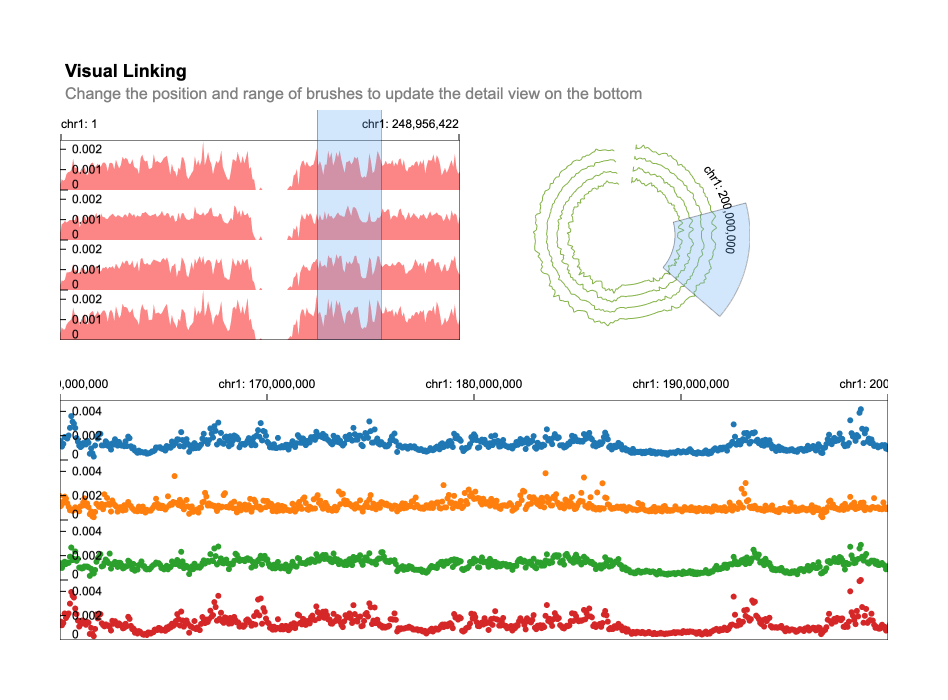 Visual Linking
Change the position and range of brushes to update the detail view on the bottom
chr1: 1
chr1: 248,956,422
0.002
0.001
0
0.002
0.001
0
0.002
0.001
0
0.002
0.001
0
chr1: 200,000,000
,000,000
chr1: 170,000,000
chr1: 180,000,000
chr1: 190,000,000
chr1: 200
0.004
0.002
0
0.004
0.002
0
0.004
0.002
0
0.004
0.002
0